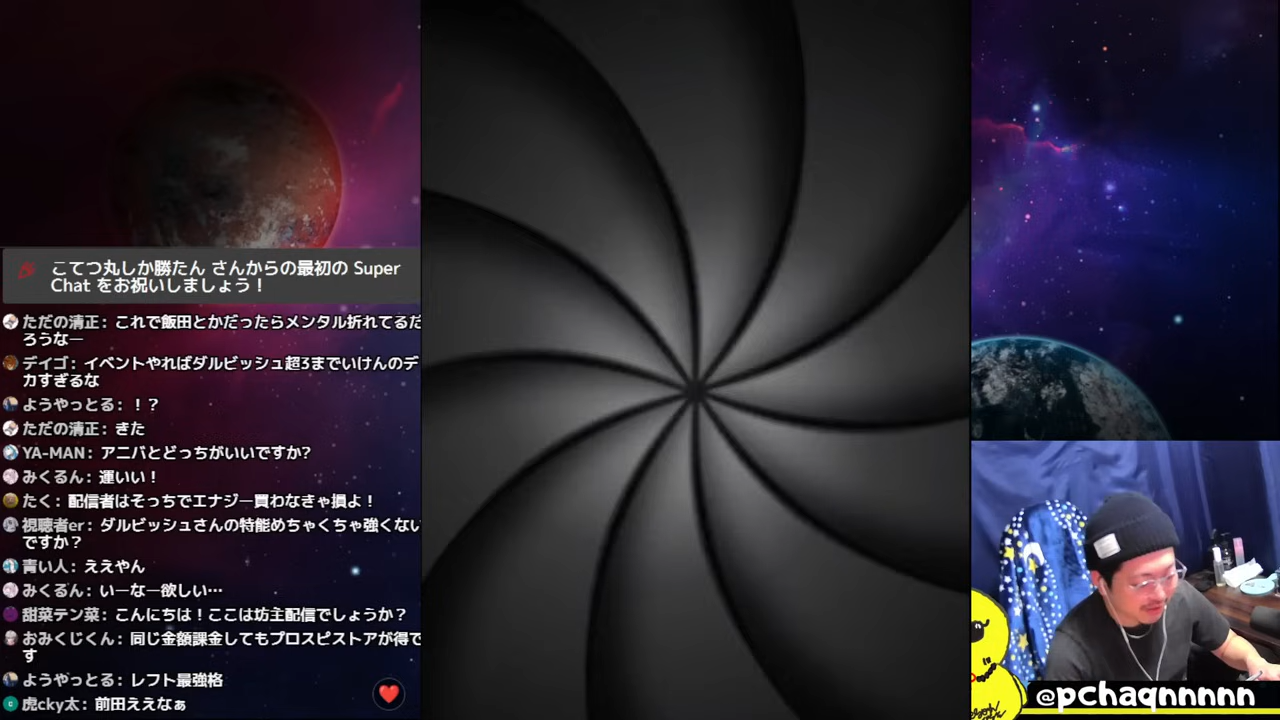 こてつ丸しか勝たん さんからの最初の Super
Chat をお祝いしましょう！
ただの清正: これで飯田とかだったらメンタル折れてるだ
ろうなー
デイゴ: イベントやればダルビッシュ超3までいけんのデ
カすぎるな
ようやっとる: ！？
ただの清正: きた
YA-MAN: アニバとどっちがいいですか?
みくるん: 運いい！
たく: 配信者はそっちでエナジー買わなきゃ損よ！
視聴者er: ダルビッシュさんの特能めちゃくちゃ強くない
ですか？
青い人: ええやん
みくるん: いーなー欲しい…
甜菜テン菜: こんにちは！ここは坊主配信でしょうか？
おみくじくん: 同じ金額課金してもプロスピストアが得で
す
ようやっとる: レフト最強格
虎cky太: 前田ええなぁ
@pchaqnnnnn